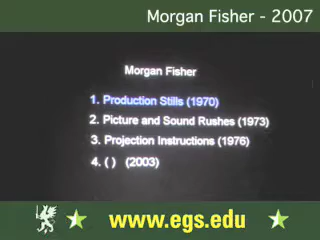 Morgan Fisher - 2007
Morgan Fisher
1. Production Stills (1970)
2. Picture and Sound Rushes (1973)
3. Projection Instructions (1976)
4. ( ) (2003)
www.egs.edu